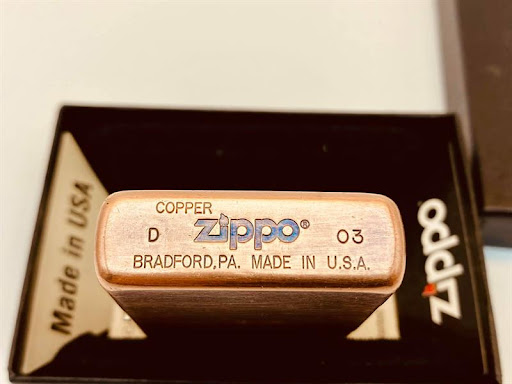 COPPER
D zippo® 03
BRADFORD,PA. MADE IN U.S.A.
Made in USA
zippo